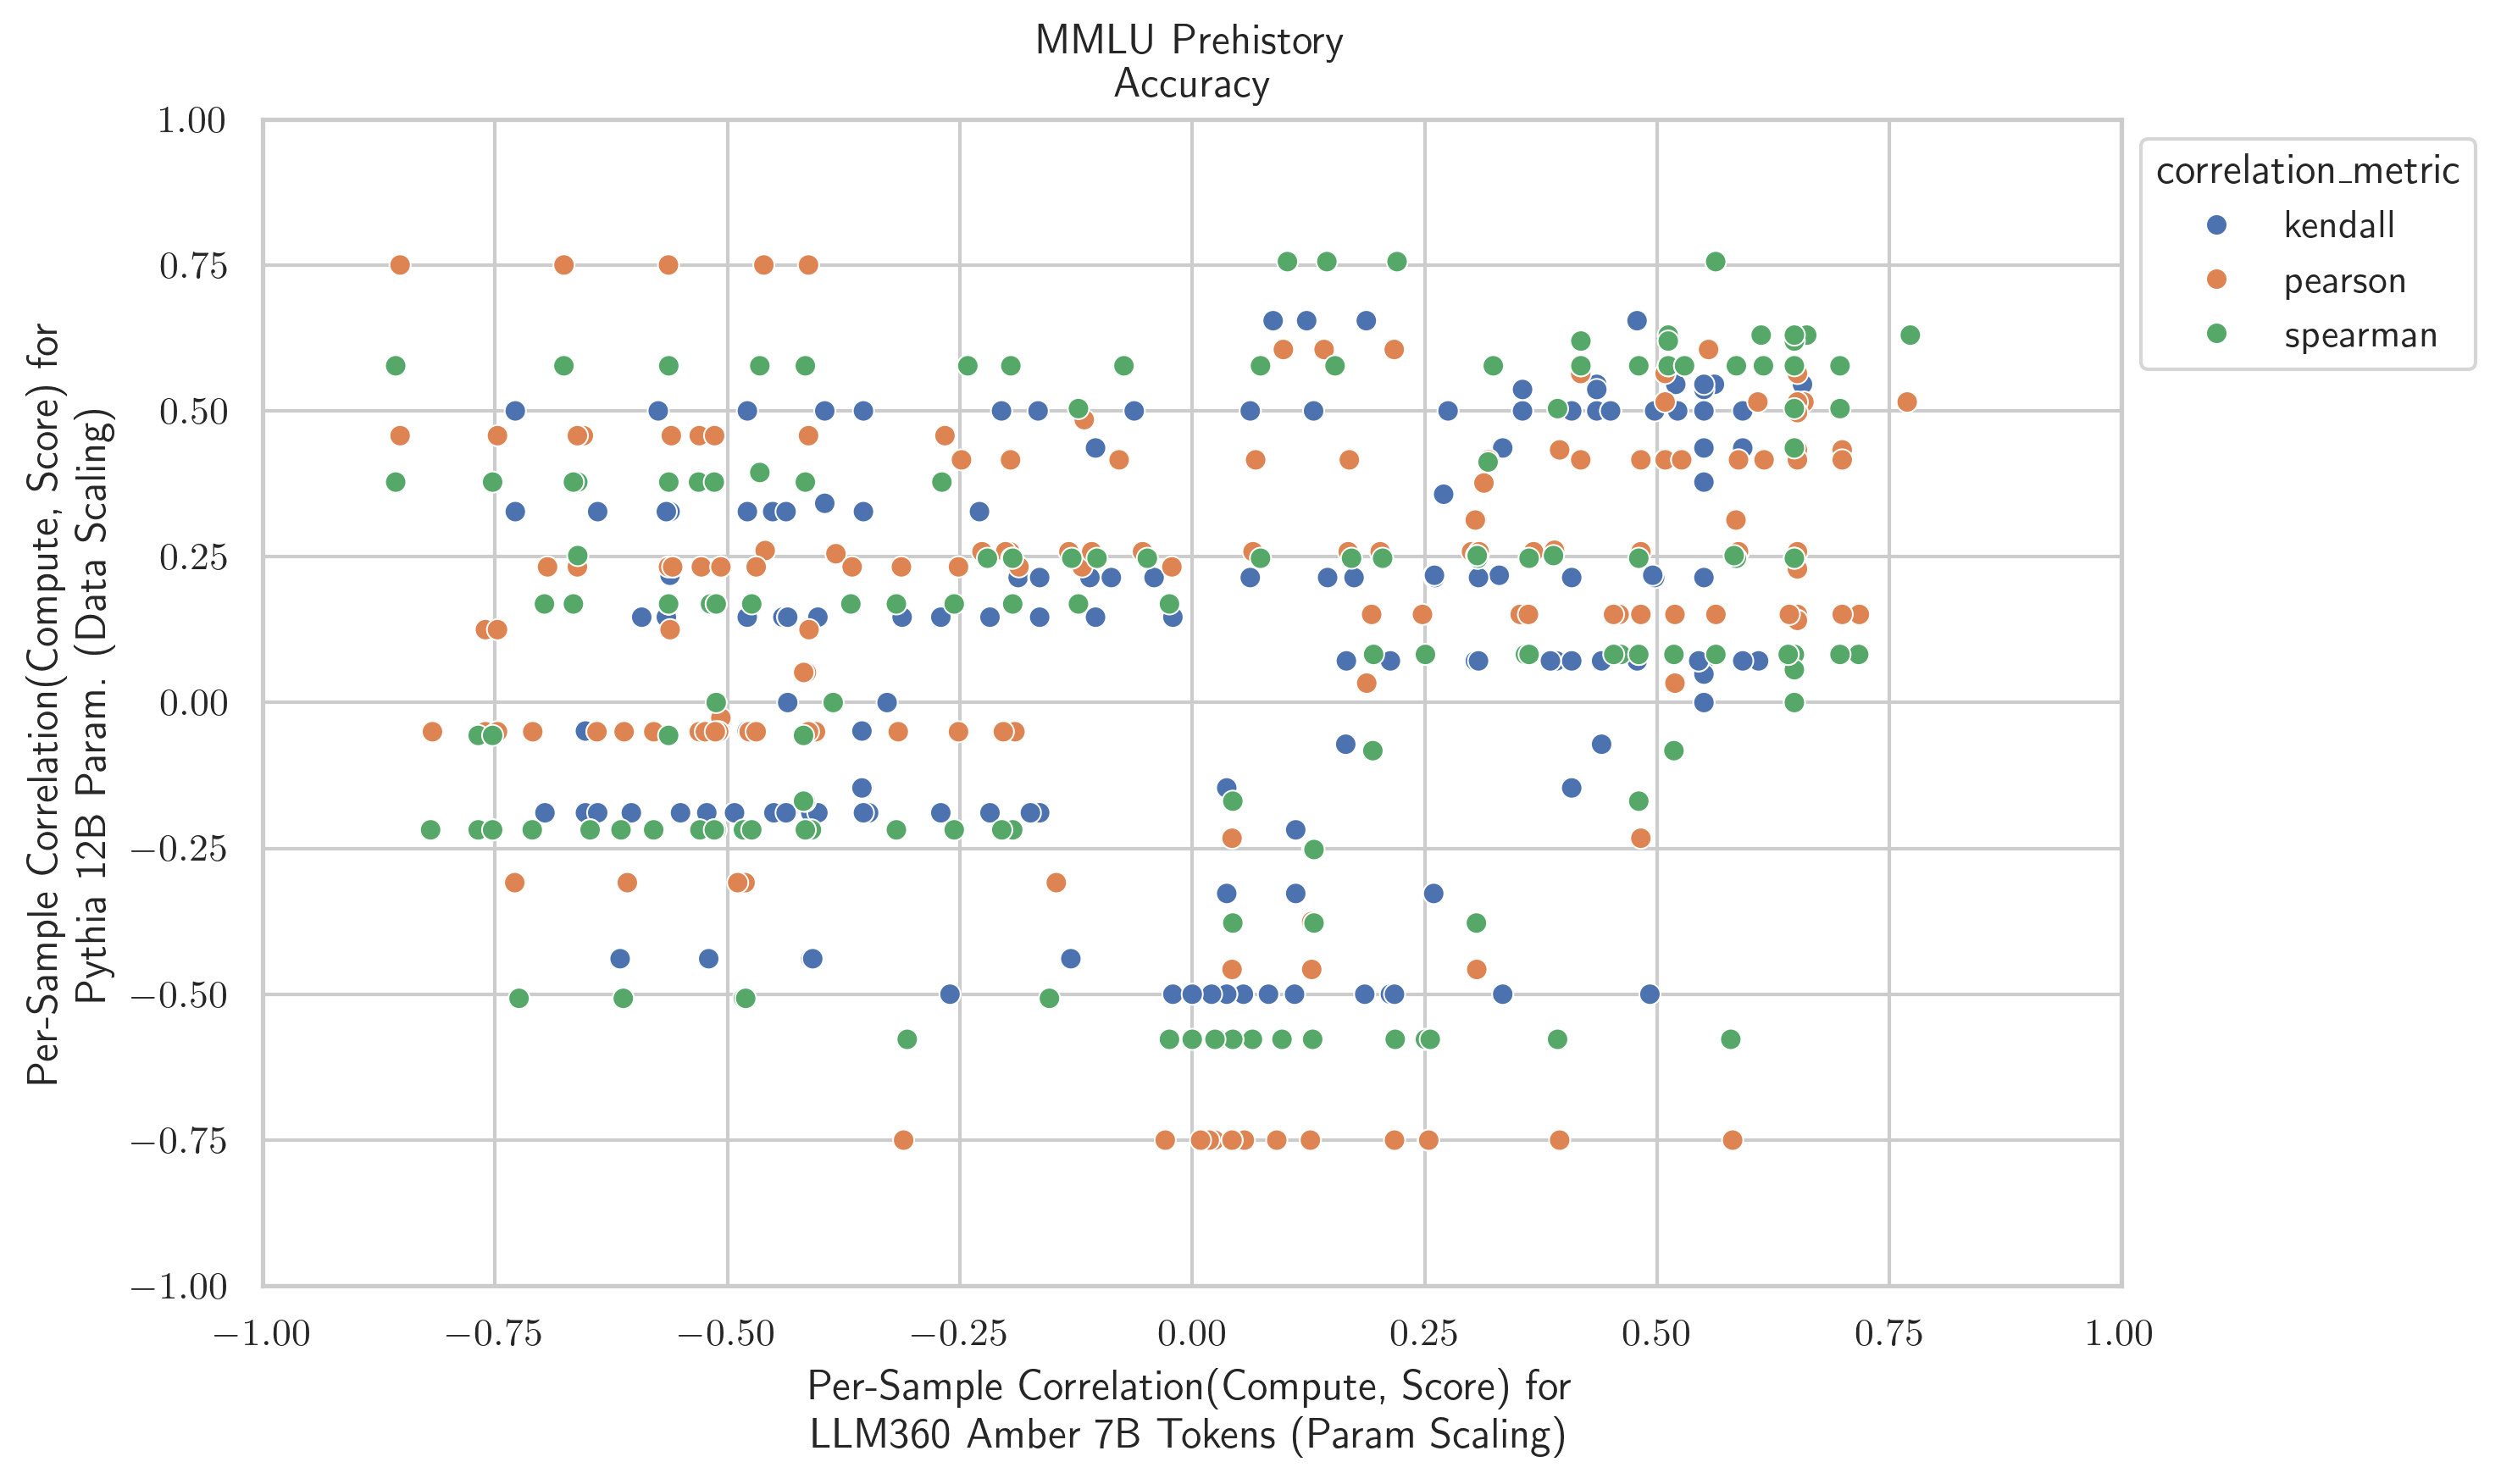 MMLU Prehistory
Accuracy
Per-Sample Correlation(Compute, Score) for
Pythia 12B Param. (Data Scaling)
1.00
0.75
0.50
0.25
0.00
−0.25
−0.50
−0.75
−1.00
−1.00
−0.75
−0.50
−0.25
0.00
0.25
0.50
0.75
1.00
Per-Sample Correlation(Compute, Score) for
LLM360 Amber 7B Tokens (Param Scaling)
correlation_metric
kendall
pearson
spearman